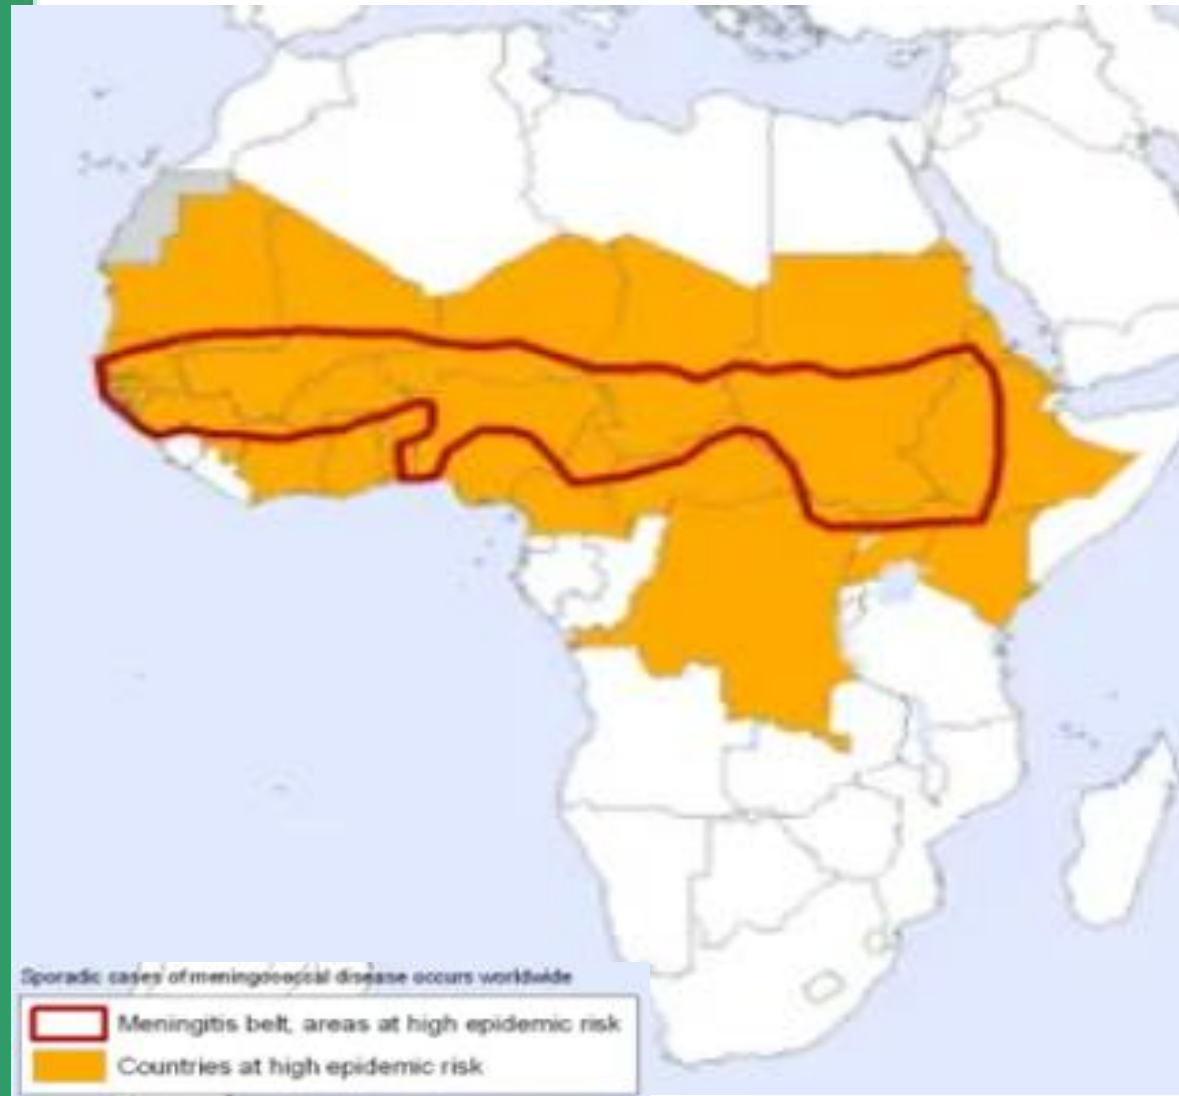 Sporadic cases of meningococcal disease occurs worldwide
Meningitis belt, areas at high epidemic risk
Countries at high epidemic risk